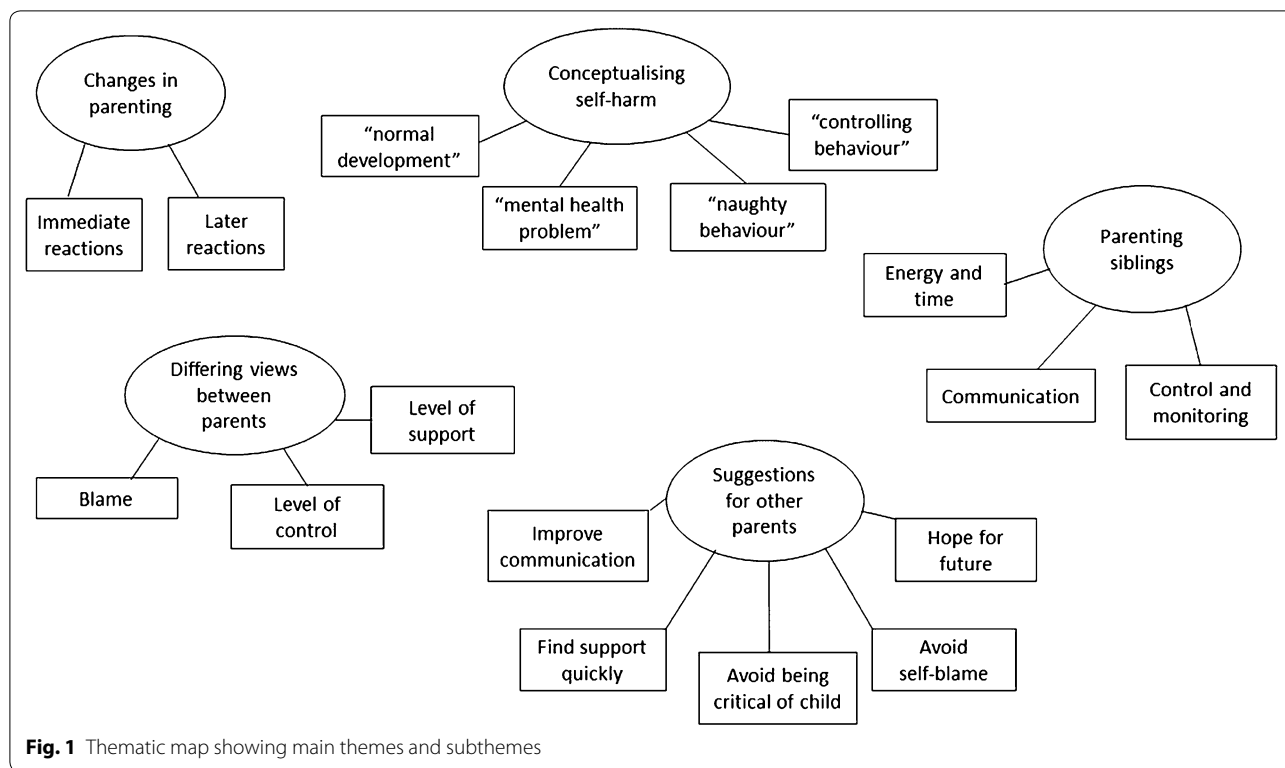 Changes in
parenting
Immediate
reactions
Later
reactions
Conceptualising
self-harm
“normal
development”
“mental health
problem”
“naughty
behaviour”
“controlling
behaviour”
Parenting
siblings
Energy and
time
Communication
Control and
monitoring
Differing views
between
parents
Blame
Level of
control
Level of
support
Suggestions
for other
parents
Improve
communication
Find support
quickly
Avoid being
critical of child
Avoid
self-blame
Hope for
future
Fig. 1 Thematic map showing main themes and subthemes